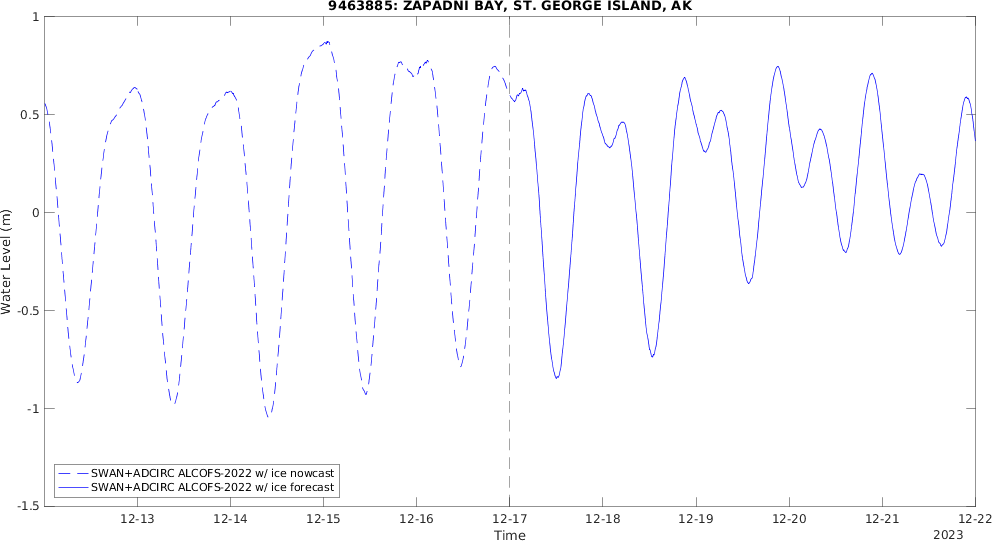 9463885: ZAPADNI BAY, ST. GEORGE ISLAND, AK
1
0.5
0
-0.5
-1
-1.5
Water Level (m)
SWAN+ADCIRC ALCOFS-2022 w/ ice nowcast
SWAN+ADCIRC ALCOFS-2022 w/ ice forecast
12-13 12-14 12-15 12-16 12-17 12-18 12-19 12-20 12-21 12-22
Time
2023